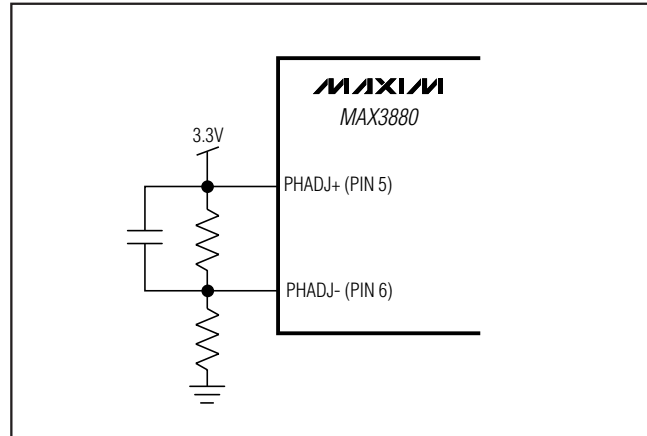 MAXIM
MAX3880
3.3V
PHADJ+ (PIN 5)
PHADJ- (PIN 6)